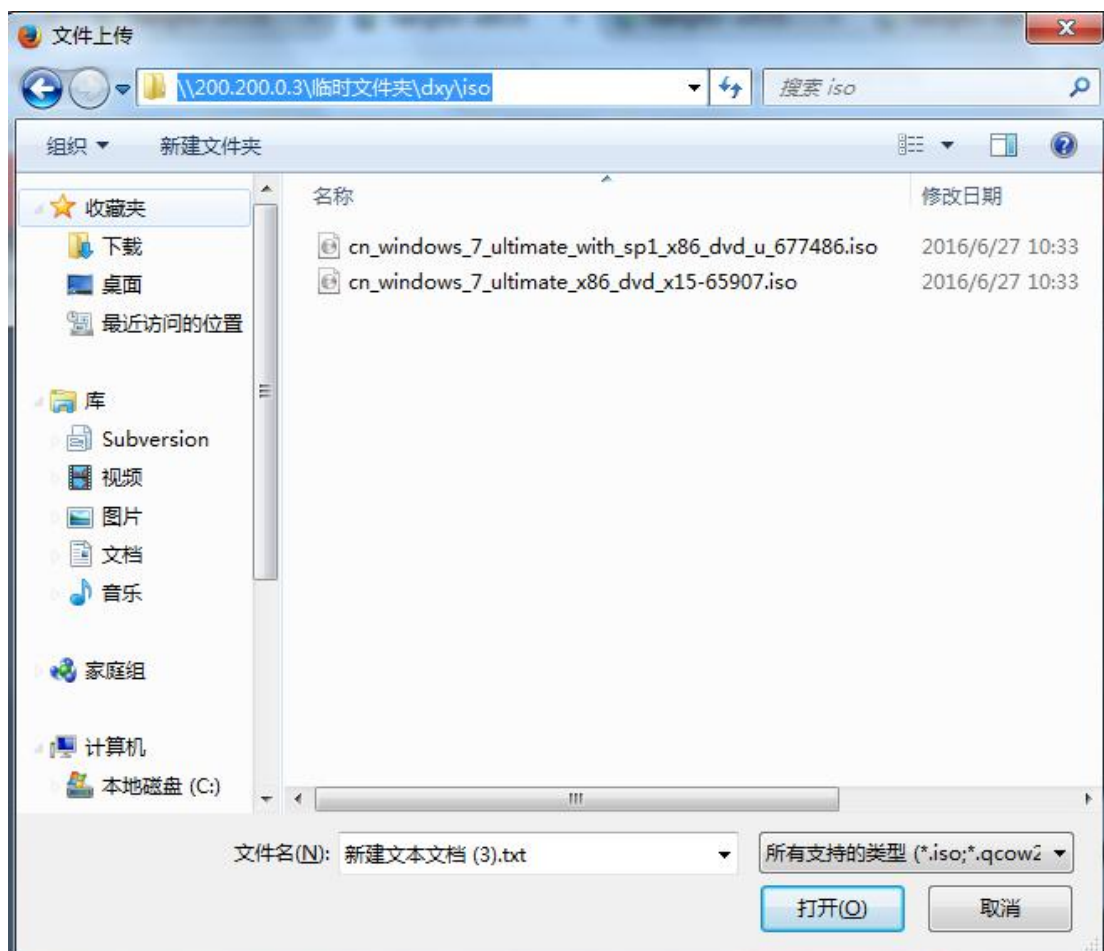 文件上传
\\200.200.0.3\临时文件夹\dxy\iso
搜索 iso
组织
新建文件夹
收藏夹
下载
桌面
最近访问的位置
库
Subversion
视频
图片
文档
音乐
家庭组
计算机
本地磁盘 (C:)
名称
修改日期
cn_windows_7_ultimate_with_sp1_x86_dvd_u_677486.iso
2016/6/27 10:33
cn_windows_7_ultimate_x86_dvd_x15-65907.iso
2016/6/27 10:33
文件名(N):
新建文本文档 (3).txt
所有支持的类型 (*.iso;*.qcow2
打开(O)
取消